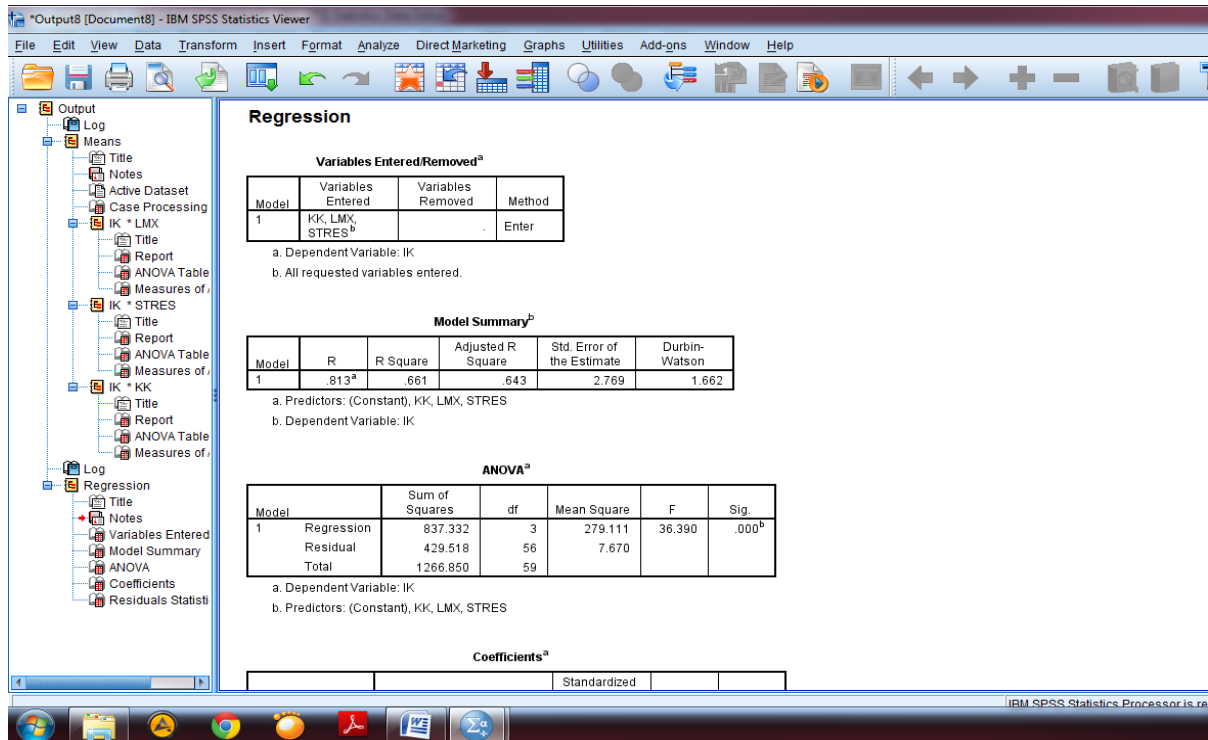 *Output8 [Document8] - IBM SPSS Statistics Viewer
File Edit View Data Transform Insert Format Analyze Direct Marketing Graphs Utilities Add-ons Window Help
Output
Log
Means
Title
Notes
Active Dataset
Case Processing
IK * LMX
Title
Report
ANOVA Table
Measures of
IK * STRES
Title
Report
ANOVA Table
Measures of
IK * KK
Title
Report
ANOVA Table
Measures of
Log
Regression
Title
Notes
Variables Entered
Model Summary
ANOVA
Coefficients
Residuals Statisti
Regression
Variables Entered/Removedᵃ
Model Variables Entered Variables Removed Method
1 KK, LMX, STRESᵇ . Enter
a. Dependent Variable: IK
b. All requested variables entered.
Model Summaryᵇ
Model R R Square Adjusted R Square Std. Error of the Estimate Durbin-Watson
1 .813ᵃ .661 .643 2.769 1.662
a. Predictors: (Constant), KK, LMX, STRES
b. Dependent Variable: IK
ANOVAᵃ
Model Sum of Squares df Mean Square F Sig.
1 Regression 837.332 3 279.111 36.390 .000ᵇ
Residual 429.518 56 7.670
Total 1266.850 59
a. Dependent Variable: IK
b. Predictors: (Constant), KK, LMX, STRES
Coefficientsᵃ
Standardized
IBM SPSS Statistics Processor is re